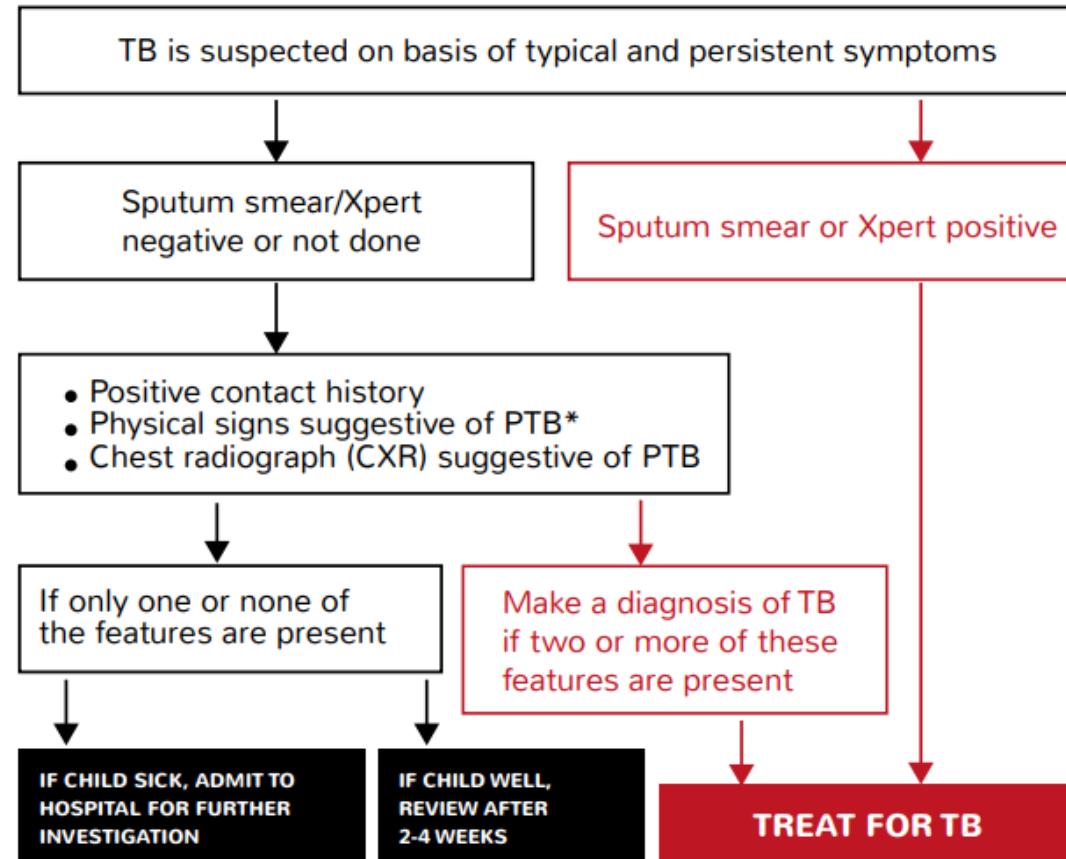 TB is suspected on basis of typical and persistent symptoms
Sputum smear/Xpert
negative or not done
Sputum smear or Xpert positive
• Positive contact history
• Physical signs suggestive of PTB*
• Chest radiograph (CXR) suggestive of PTB
If only one or none of
the features are present
Make a diagnosis of TB
if two or more of these
features are present
IF CHILD SICK, ADMIT TO
HOSPITAL FOR FURTHER
INVESTIGATION
IF CHILD WELL,
REVIEW AFTER
2-4 WEEKS
TREAT FOR TB